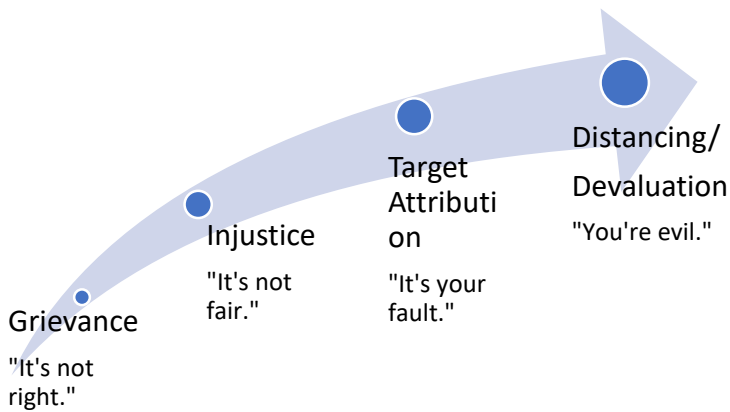 Grievance
"It's not
right."
Injustice
"It's not
fair."
Target
Attributi
on
"It's your
fault."
Distancing/
Devaluation
"You're evil."